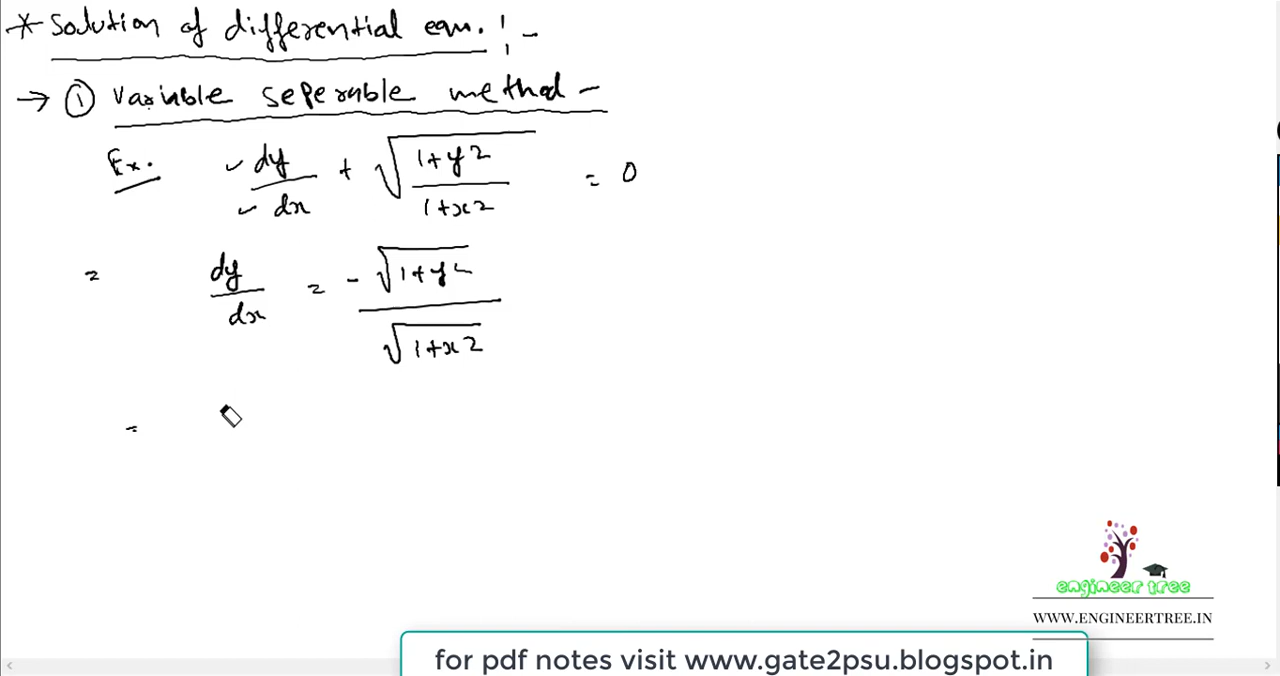 * Solution of differential eqn. :-
→ ① Variable seperable method -
Ex. dy/dx + √(1+y2/1+x2) = 0
= dy/dx = -√(1+y2)/√(1+x2)
=
engineer tree
WWW.ENGINEERTREE.IN
for pdf notes visit www.gate2psu.blogspot.in